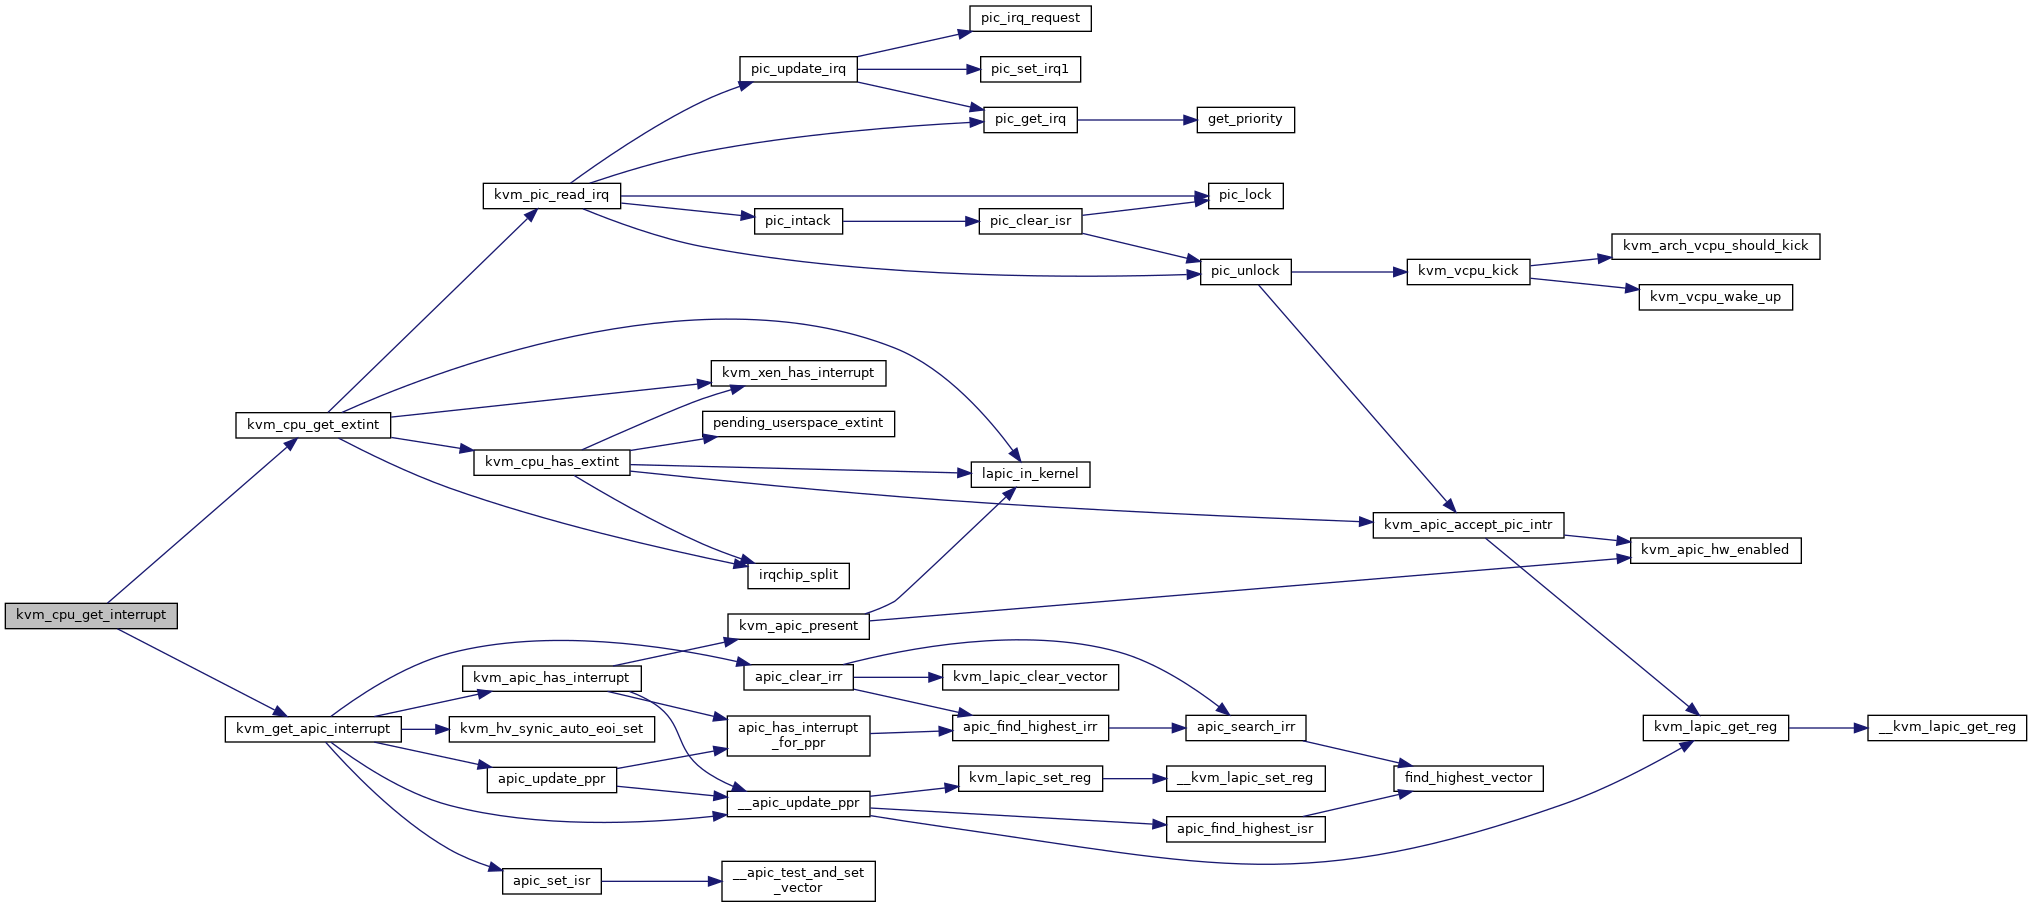 pic_irq_request
pic_update_irq
pic_set_irq1
pic_get_irq
get_priority
kvm_pic_read_irq
pic_lock
pic_intack
pic_clear_isr
kvm_arch_vcpu_should_kick
pic_unlock
kvm_vcpu_kick
kvm_vcpu_wake_up
kvm_xen_has_interrupt
kvm_cpu_get_extint
pending_userspace_extint
kvm_cpu_has_extint
lapic_in_kernel
kvm_apic_accept_pic_intr
kvm_apic_hw_enabled
irqchip_split
kvm_cpu_get_interrupt
kvm_apic_present
kvm_apic_has_interrupt
apic_clear_irr
kvm_lapic_clear_vector
kvm_get_apic_interrupt
kvm_hv_synic_auto_eoi_set
apic_has_interrupt
_for_ppr
apic_find_highest_irr
apic_search_irr
kvm_lapic_get_reg
__kvm_lapic_get_reg
apic_update_ppr
kvm_lapic_set_reg
__kvm_lapic_set_reg
find_highest_vector
__apic_update_ppr
apic_find_highest_isr
apic_set_isr
__apic_test_and_set
_vector